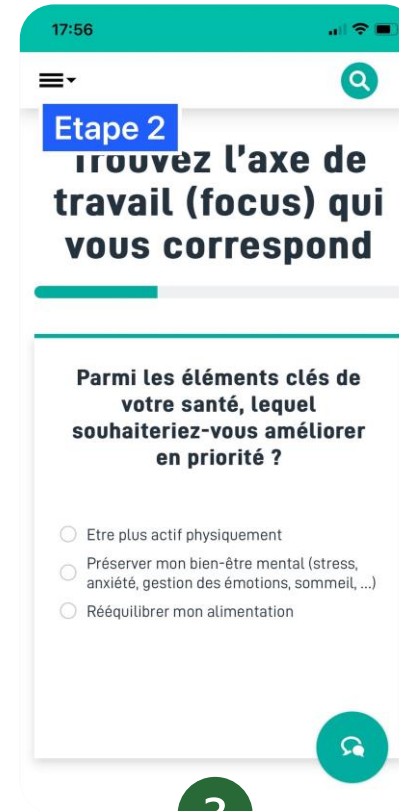 17:56
Etape 2
Trouvez l'axe de
travail (focus) qui
vous correspond
Parmi les éléments clés de
votre santé, lequel
souhaiteriez-vous améliorer
en priorité ?
Etre plus actif physiquement
Préserver mon bien-être mental (stress,
anxiété, gestion des émotions, sommeil, ...)
Rééquilibrer mon alimentation